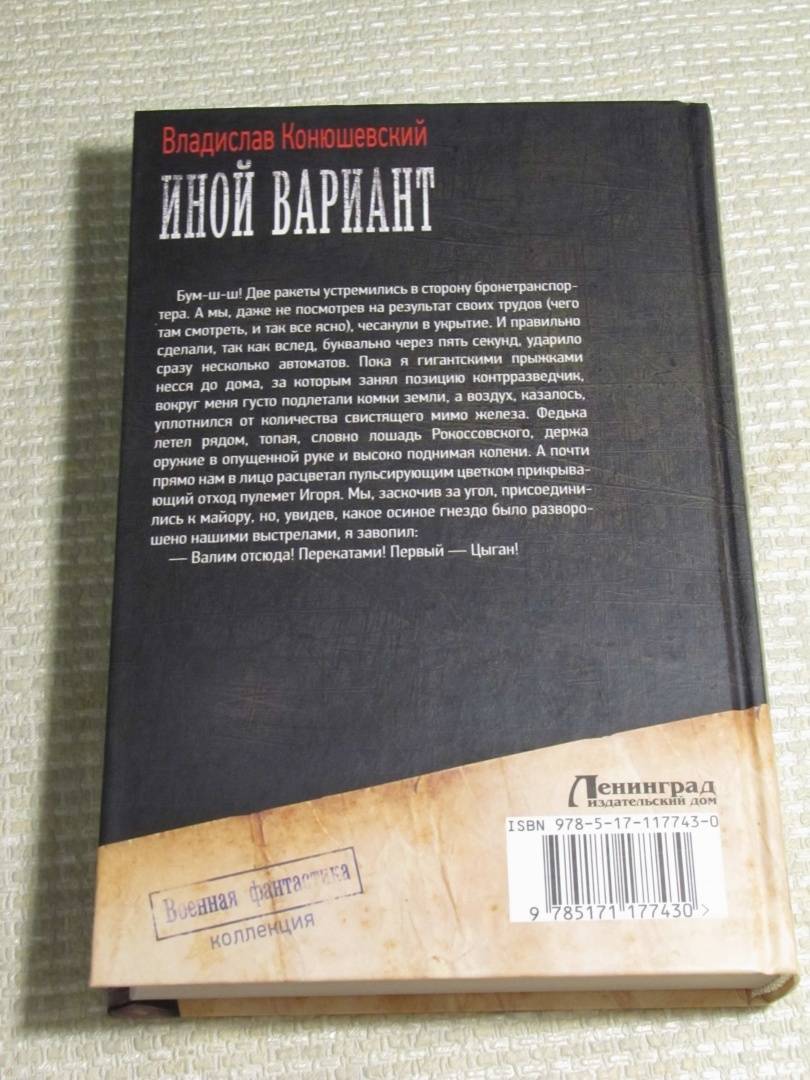 Владислав Конюшевский
ИНОЙ ВАРИАНТ
Бум-ш-ш! Две ракеты устремились в сторону бронетранспор-
тера. А мы, даже не посмотрев на результат своих трудов (чего
там смотреть, и так все ясно), чесанули в укрытие. И правильно
сделали, так как вслед, буквально через пять секунд, ударило
сразу несколько автоматов. Пока я гигантскими прыжками
несся до дома, за которым занял позицию контрразведчик,
вокруг меня густо подлетали комки земли, а воздух, казалось,
уплотнился от количества свистящего мимо железа. Федька
летел рядом, топая, словно лошадь Рокоссовского, держа
оружие в опущенной руке и высоко поднимая колени. А почти
прямо нам в лицо расцветал пульсирующим цветком прикрыва-
ющий отход пулемет Игоря. Мы, заскочив за угол, присоедини-
лись к майору, но, увидев, какое осиное гнездо было разворо-
шено нашими выстрелами, я завопил:
— Валим отсюда! Перекатами! Первый — Цыган!
Ленинград
издательский дом
ISBN 978-5-17-117743-0
9 785171 177430 >
Военная фантастика
коллекция